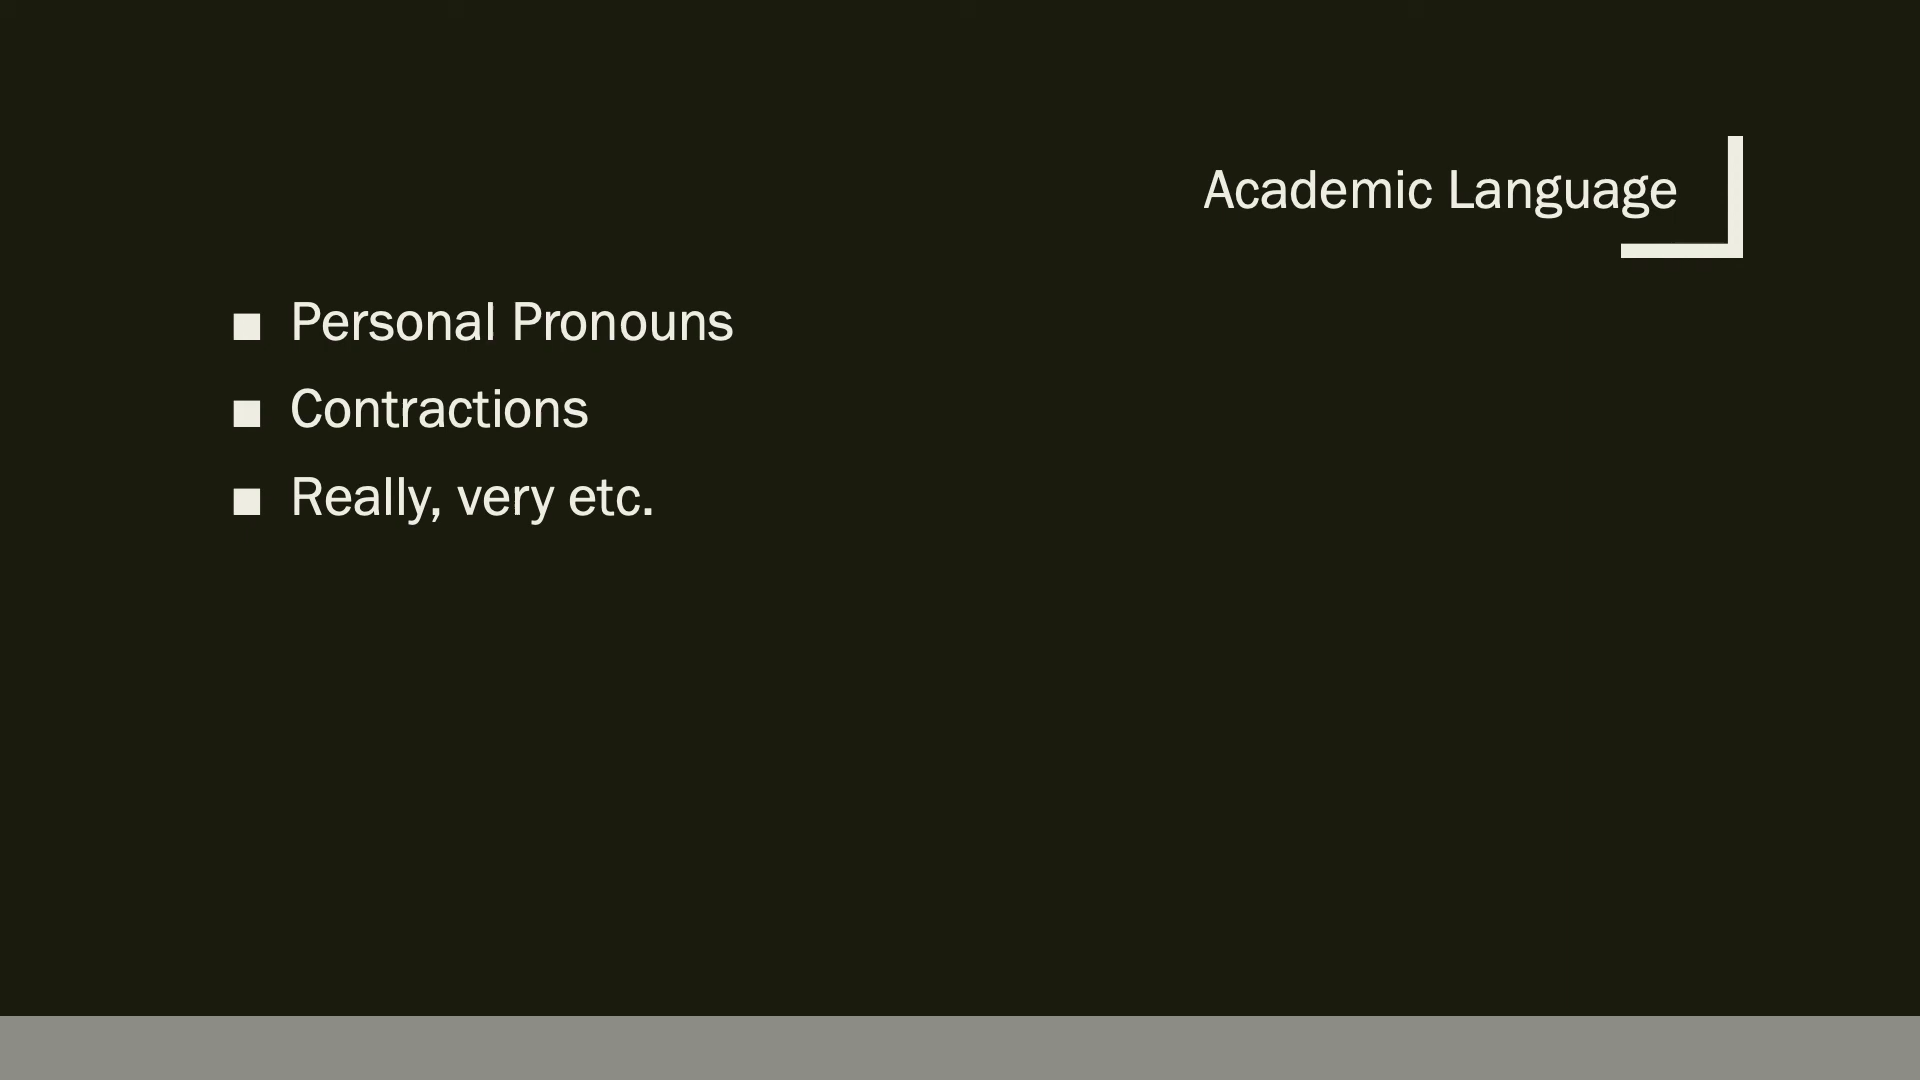 Academic Language
Personal Pronouns
Contractions
Really, very etc.